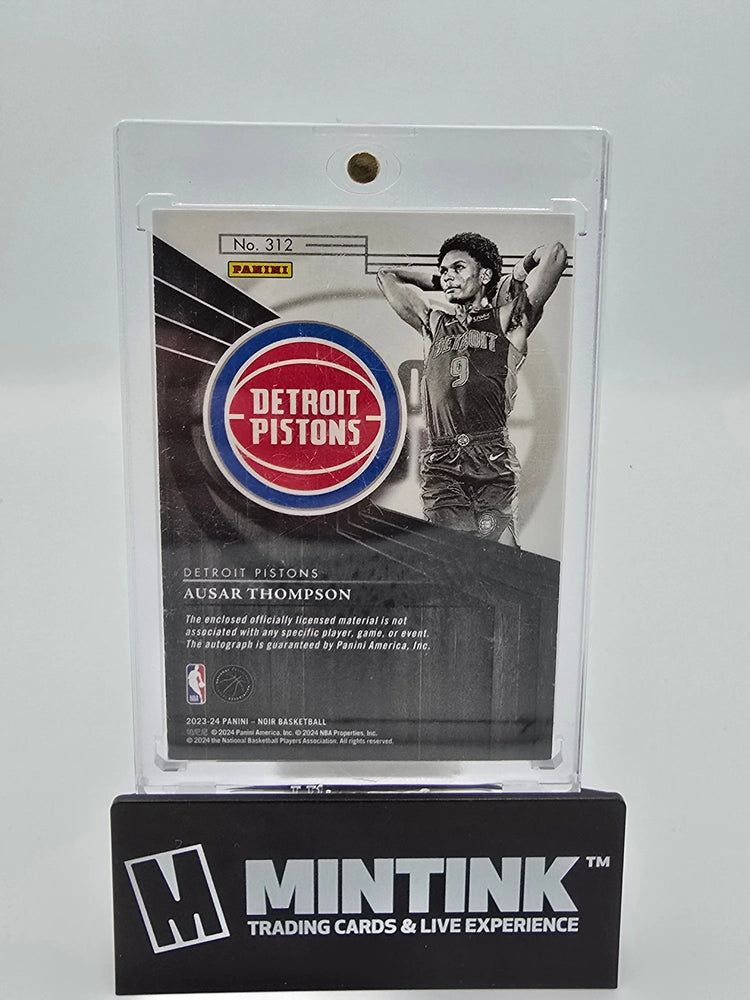 No. 312
PANINI
DETROIT
PISTONS
DETROIT
9
DETROIT PISTONS
AUSAR THOMPSON
The enclosed officially licensed material is not
associated with any specific player, game, or event.
The autograph is guaranteed by Panini America, Inc.
NBA
2023-24 PANINI – NOIR BASKETBALL
© 2024 Panini America, Inc. © 2024 NBA Properties, Inc.
© 2024 the National Basketball Players Association. All rights reserved.
M MINTINK™
TRADING CARDS & LIVE EXPERIENCE